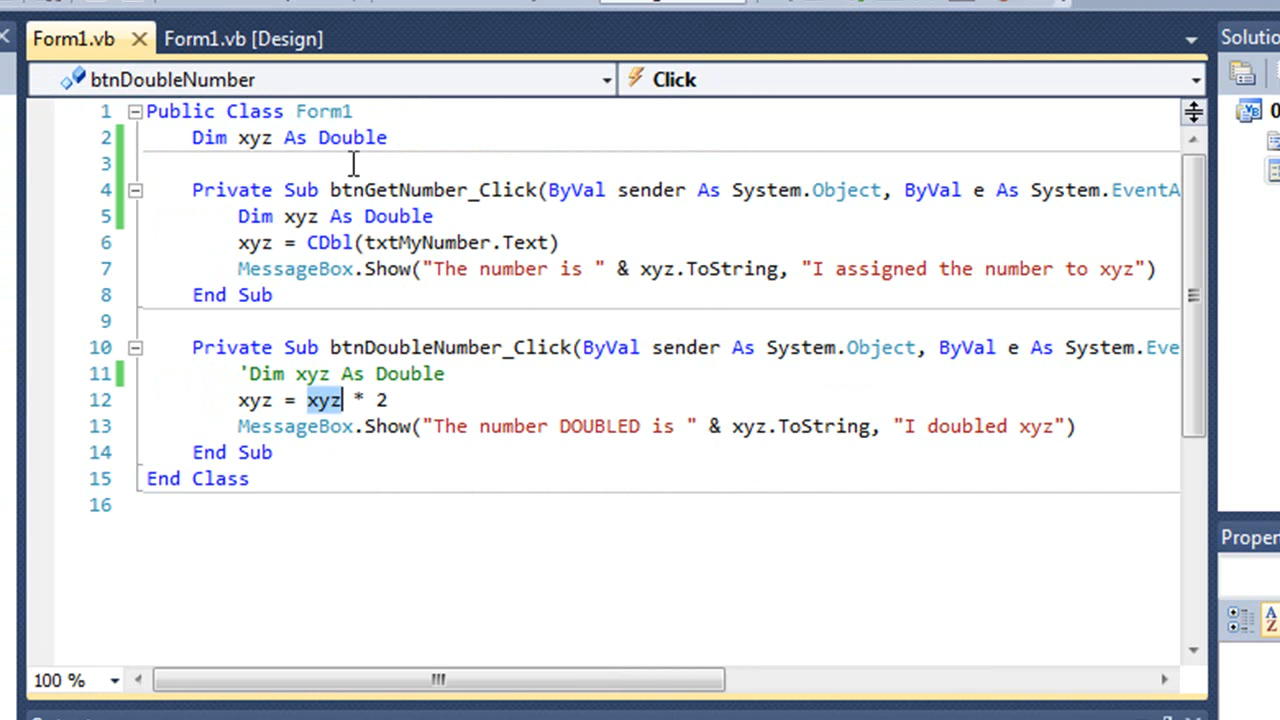 Form1.vb
Form1.vb [Design]
Solutio
btnDoubleNumber
Click
1 Public Class Form1
2 Dim xyz As Double
3
4 Private Sub btnGetNumber_Click(ByVal sender As System.Object, ByVal e As System.EventA
5 Dim xyz As Double
6 xyz = CDbl(txtMyNumber.Text)
7 MessageBox.Show("The number is " & xyz.ToString, "I assigned the number to xyz")
8 End Sub
9
10 Private Sub btnDoubleNumber_Click(ByVal sender As System.Object, ByVal e As System.Eve
11 'Dim xyz As Double
12 xyz = xyz * 2
13 MessageBox.Show("The number DOUBLED is " & xyz.ToString, "I doubled xyz")
14 End Sub
15 End Class
16
Proper
100 %